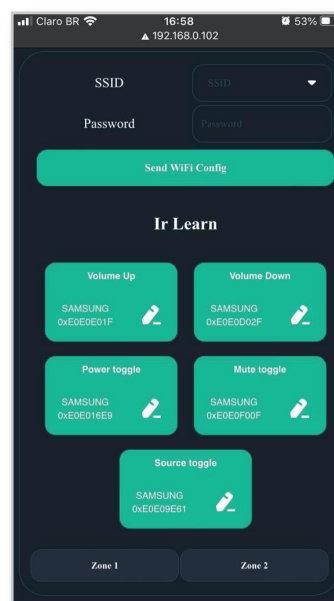 Claro BR 16:58 53%
192.168.0.102
SSID SSID
Password Password
Send WiFi Config
Ir Learn
Volume Up Volume Down
SAMSUNG SAMSUNG
0xE0E0E01F 0xE0E0D02F
Power toggle Mute toggle
SAMSUNG SAMSUNG
0xE0E016E9 0xE0E0F00F
Source toggle
SAMSUNG
0xE0E09E61
Zone 1 Zone 2